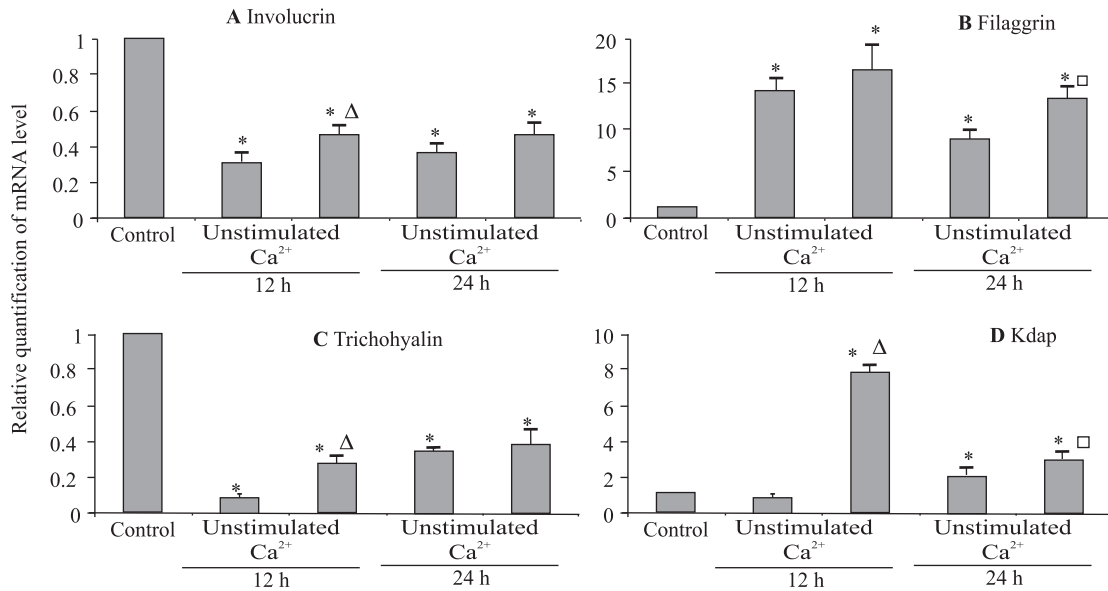 Relative quantification of mRNA level
A Involucrin
1
0.8
0.6
0.4
0.2
0
* * Δ * *
Control Unstimulated Unstimulated
Ca²⁺ Ca²⁺
12 h 24 h
B Filaggrin
20
15
10
5
0
* * * * □
Control Unstimulated Unstimulated
Ca²⁺ Ca²⁺
12 h 24 h
C Trichohyalin
1
0.8
0.6
0.4
0.2
0
* * Δ * *
Control Unstimulated Unstimulated
Ca²⁺ Ca²⁺
12 h 24 h
D Kdap
10
8
6
4
2
0
* Δ * * □
Control Unstimulated Unstimulated
Ca²⁺ Ca²⁺
12 h 24 h